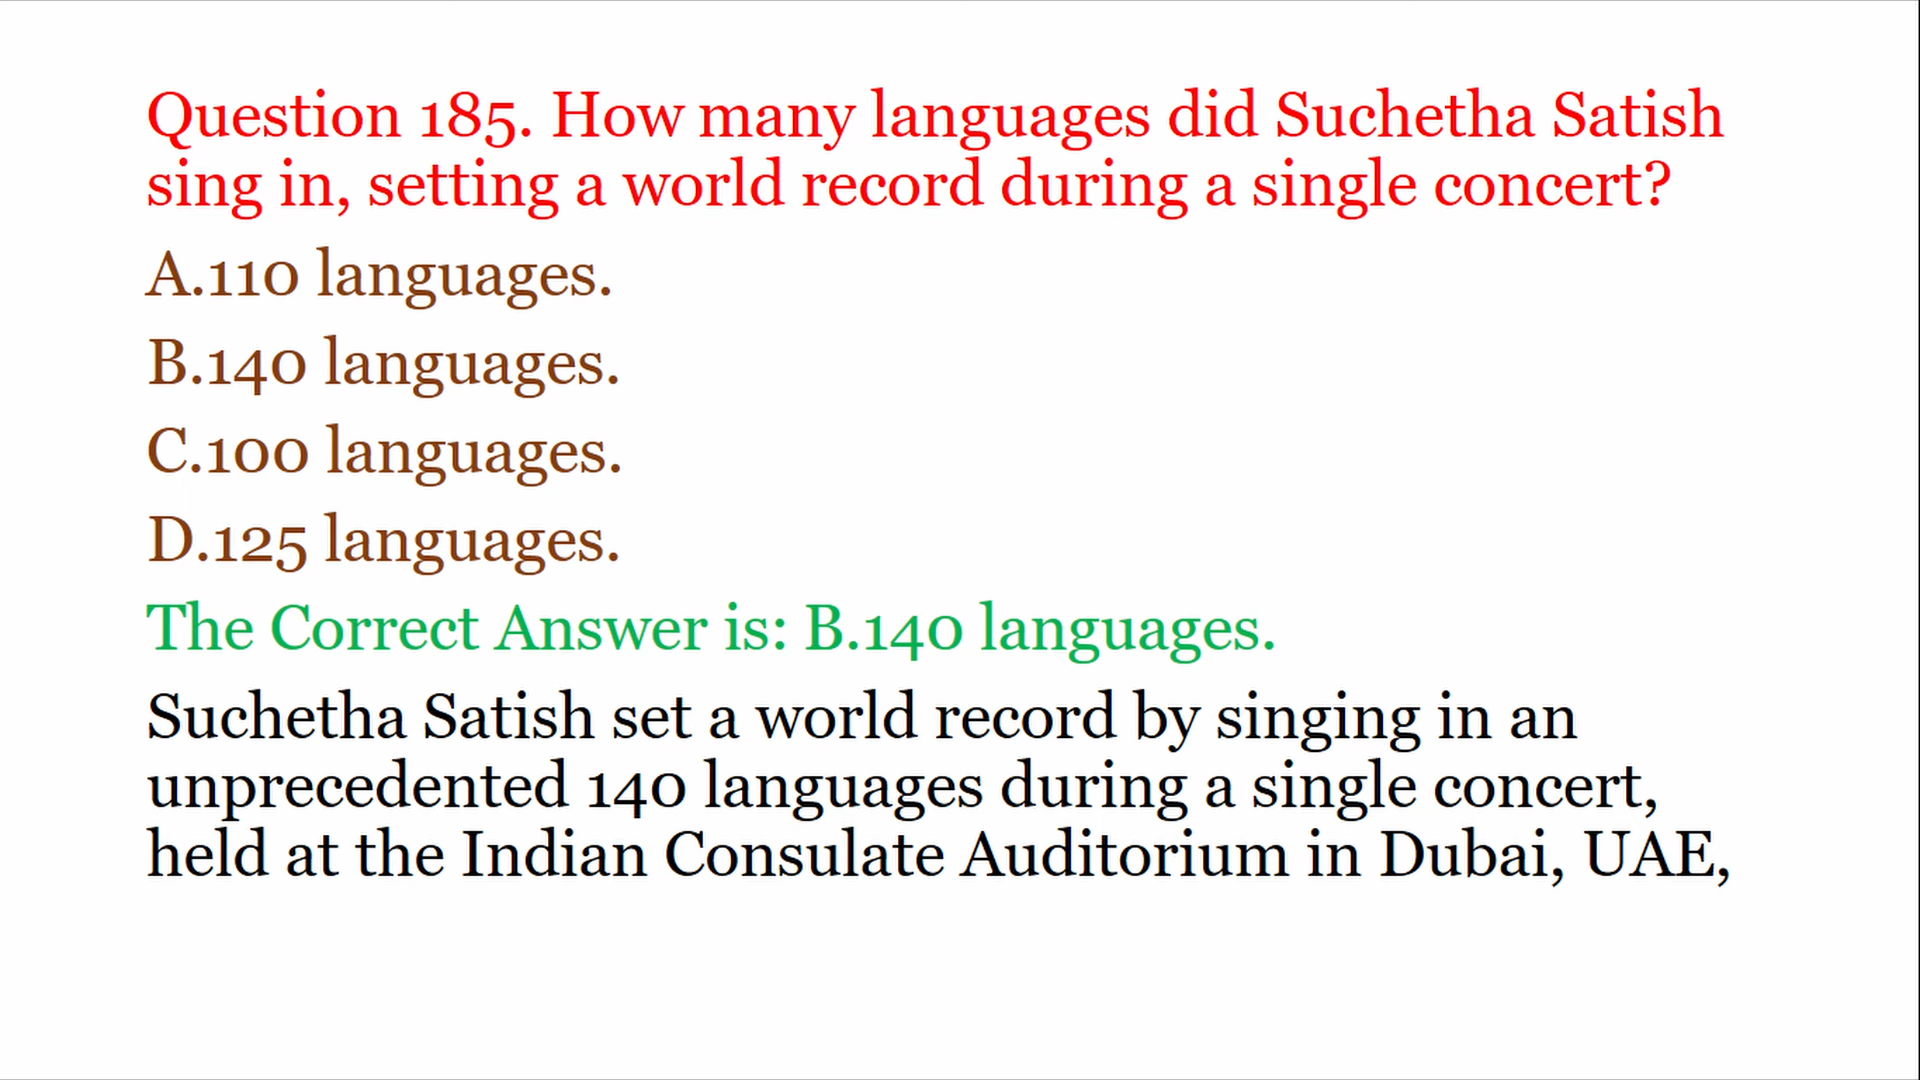 Question 185. How many languages did Suchetha Satish
sing in, setting a world record during a single concert?
A.110 languages.
B.140 languages.
C.100 languages.
D.125 languages.
The Correct Answer is: B.140 languages.
Suchetha Satish set a world record by singing in an
unprecedented 140 languages during a single concert,
held at the Indian Consulate Auditorium in Dubai, UAE,